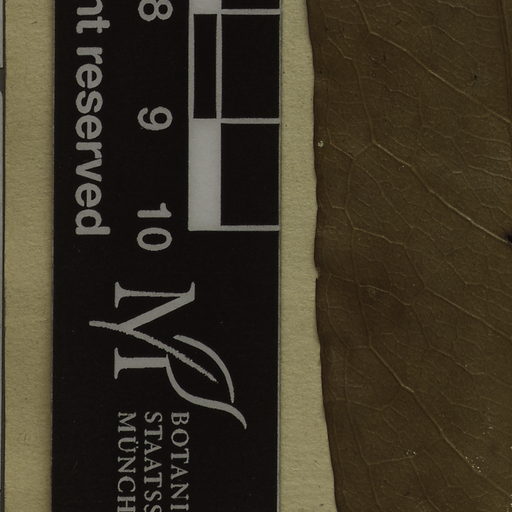 nt reserved
8 9 10
M
BOTANI
STAATSS
MÜNCH